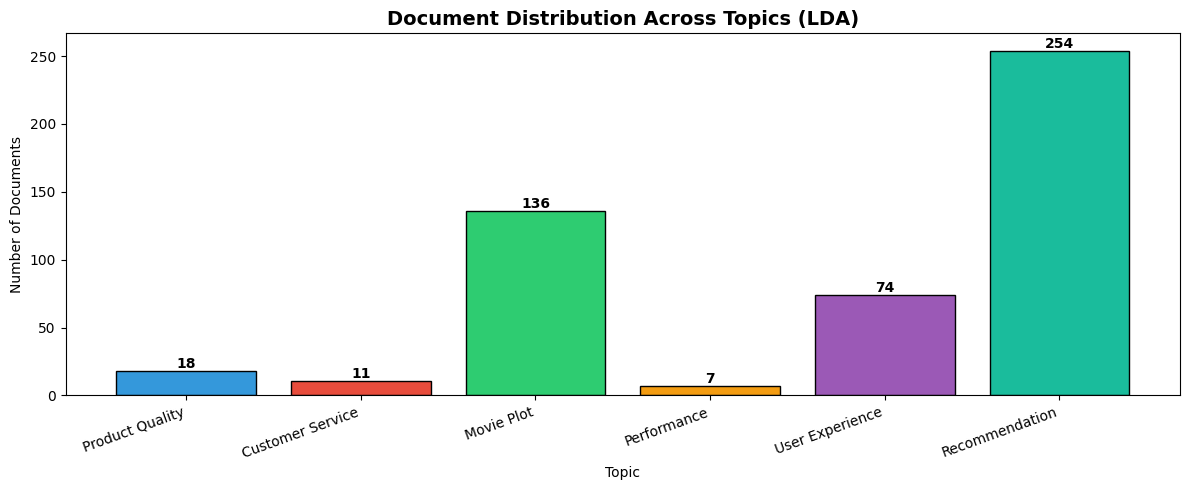 Document Distribution Across Topics (LDA)
Number of Documents
250
200
150
100
50
0
18
11
136
7
74
254
Product Quality
Customer Service
Movie Plot
Performance
User Experience
Recommendation
Topic